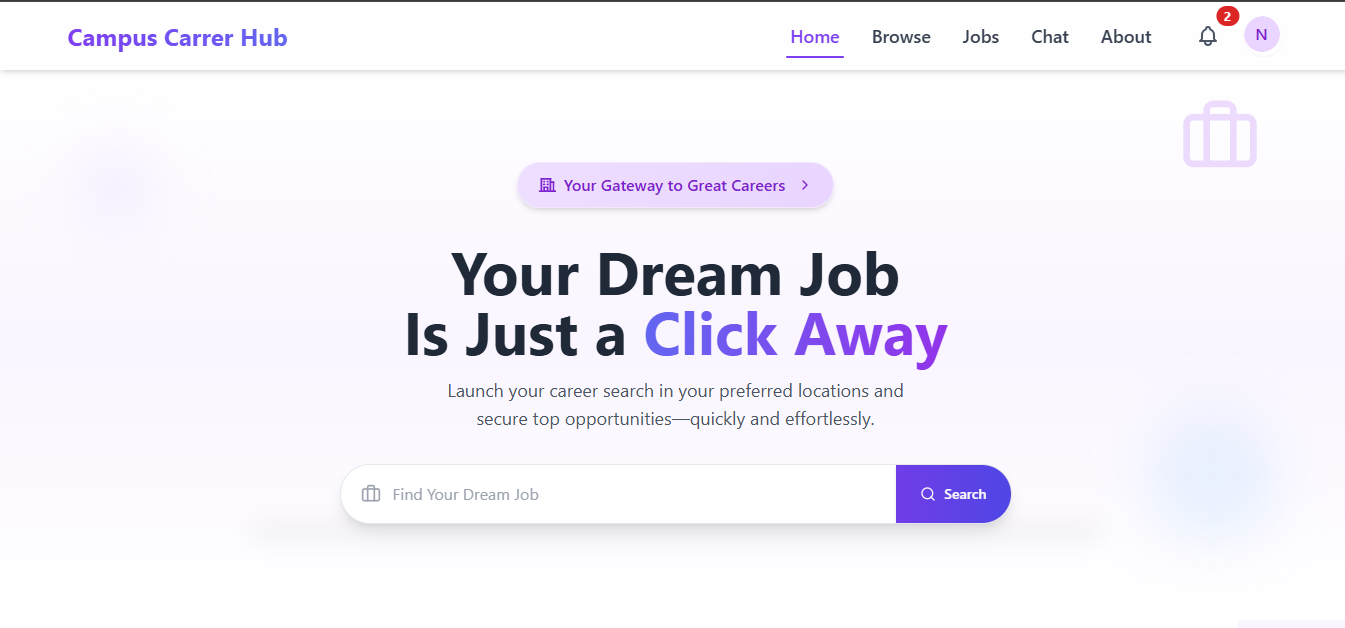 Campus Carrer Hub
Home Browse Jobs Chat About 2 N
Your Gateway to Great Careers
Your Dream Job
Is Just a Click Away
Launch your career search in your preferred locations and
secure top opportunities—quickly and effortlessly.
Find Your Dream Job Search